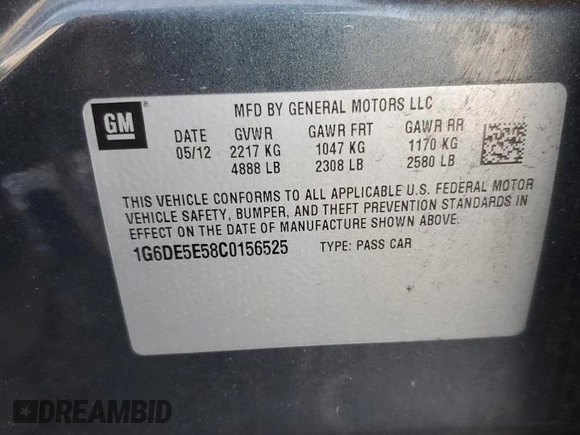 GM
MFD BY GENERAL MOTORS LLC
DATE GVWR GAWR FRT GAWR RR
05/12 2217 KG 1047 KG 1170 KG
4888 LB 2308 LB 2580 LB
THIS VEHICLE CONFORMS TO ALL APPLICABLE U.S. FEDERAL MOTOR
VEHICLE SAFETY, BUMPER, AND THEFT PREVENTION STANDARDS IN
EFFECT ON THE DATE OF MANUFACTURE SHOWN ABOVE.
1G6DE5E58C0156525 TYPE: PASS CAR
DREAMBID